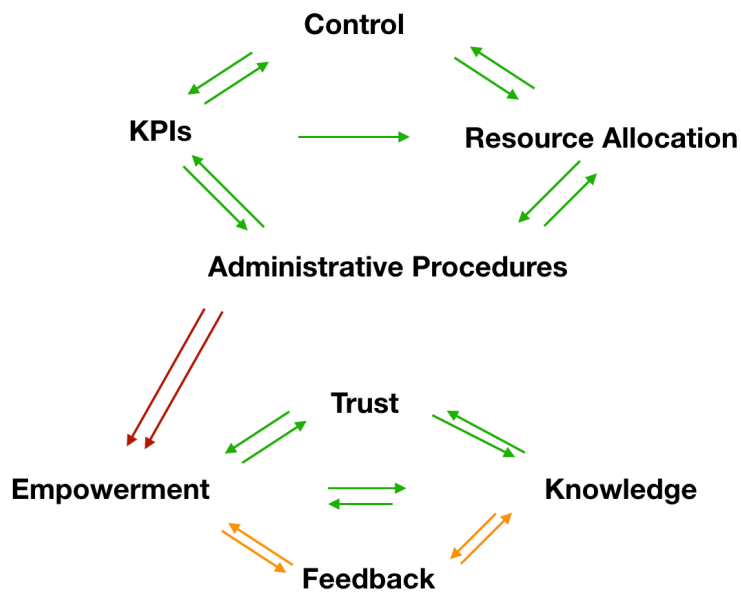 Control
KPIs
Resource Allocation
Administrative Procedures
Trust
Empowerment
Knowledge
Feedback